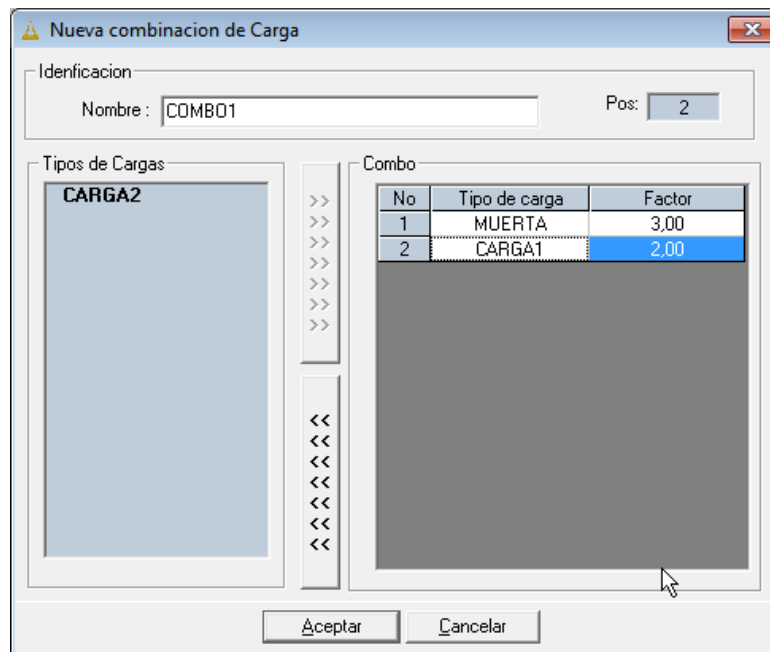 Nueva combinacion de Carga
Idenficacion
Nombre : COMBO1 Pos: 2
Tipos de Cargas
CARGA2
>>
>>
>>
>>
>>
>>
>>
<<
<<
<<
<<
<<
<<
<<
Combo
No Tipo de carga Factor
1 MUERTA 3,00
2 CARGA1 2,00
Aceptar Cancelar